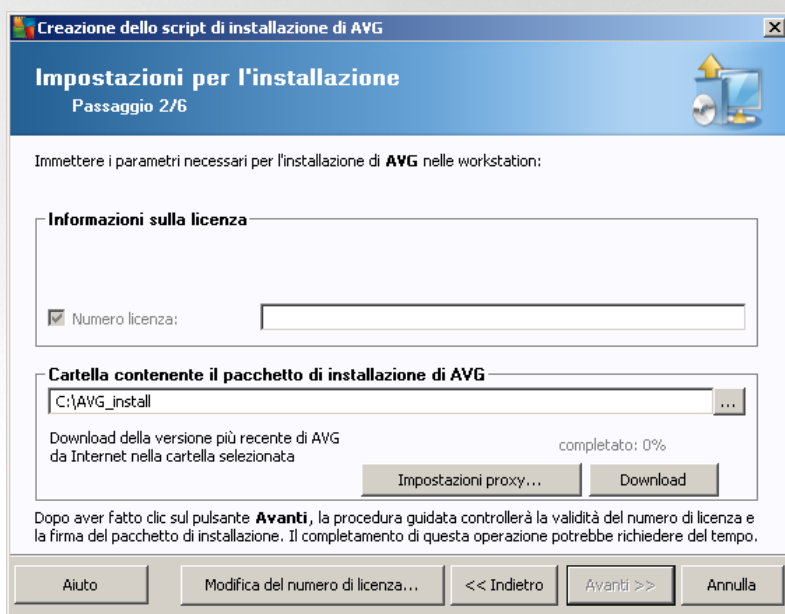 Creazione dello script di installazione di AVG
Impostazioni per l'installazione
Passaggio 2/6
Immettere i parametri necessari per l'installazione di AVG nelle workstation:
Informazioni sulla licenza
Numero licenza:
Cartella contenente il pacchetto di installazione di AVG
C:\AVG_install
...
Download della versione più recente di AVG
da Internet nella cartella selezionata
completato: 0%
Impostazioni proxy...
Download
Dopo aver fatto clic sul pulsante Avanti, la procedura guidata controllerà la validità del numero di licenza e
la firma del pacchetto di installazione. Il completamento di questa operazione potrebbe richiedere del tempo.
Aiuto
Modifica del numero di licenza...
<< Indietro
Avanti >>
Annulla